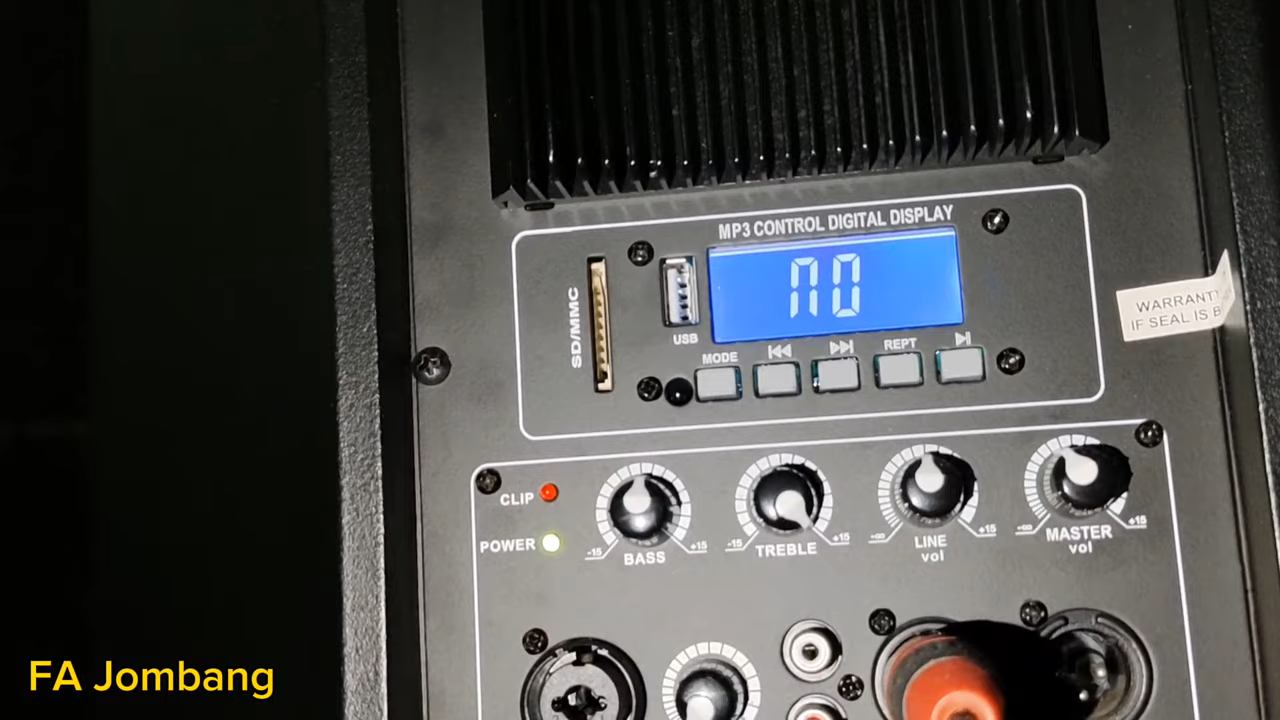 MP3 CONTROL DIGITAL DISPLAY
SD/MMC
USB
NO
MODE
REPT
WARRANTY
IF SEAL IS B
CLIP
POWER
-15 +15
BASS
-15 +15
TREBLE
-∞ +15
LINE
vol
-∞ +15
MASTER
vol
FA Jombang